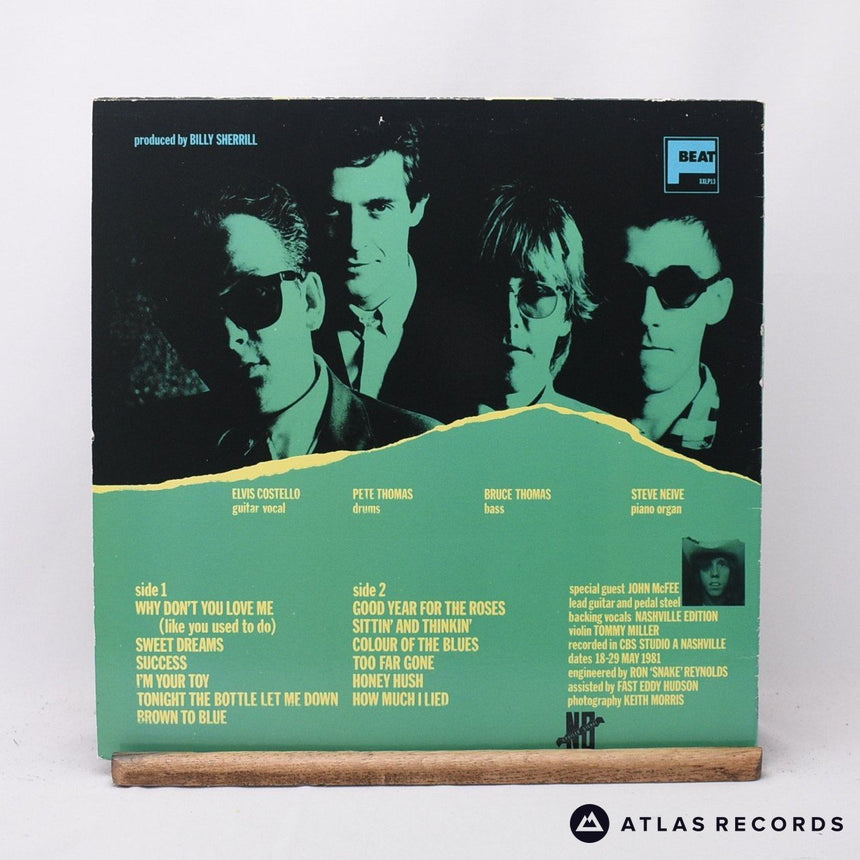 produced by BILLY SHERRILL
F BEAT
XXLP13
ELVIS COSTELLO
guitar vocal
PETE THOMAS
drums
BRUCE THOMAS
bass
STEVE NEIVE
piano organ
side 1
WHY DON'T YOU LOVE ME
(like you used to do)
SWEET DREAMS
SUCCESS
I'M YOUR TOY
TONIGHT THE BOTTLE LET ME DOWN
BROWN TO BLUE
side 2
GOOD YEAR FOR THE ROSES
SITTIN' AND THINKIN'
COLOUR OF THE BLUES
TOO FAR GONE
HONEY HUSH
HOW MUCH I LIED
special guest JOHN McFEE
lead guitar and pedal steel
backing vocals NASHVILLE EDITION
violin TOMMY MILLER
recorded in CBS STUDIO A NASHVILLE
dates 18-29 MAY 1981
engineered by RON 'SNAKE' REYNOLDS
assisted by FAST EDDY HUDSON
photography KEITH MORRIS
ATLAS RECORDS